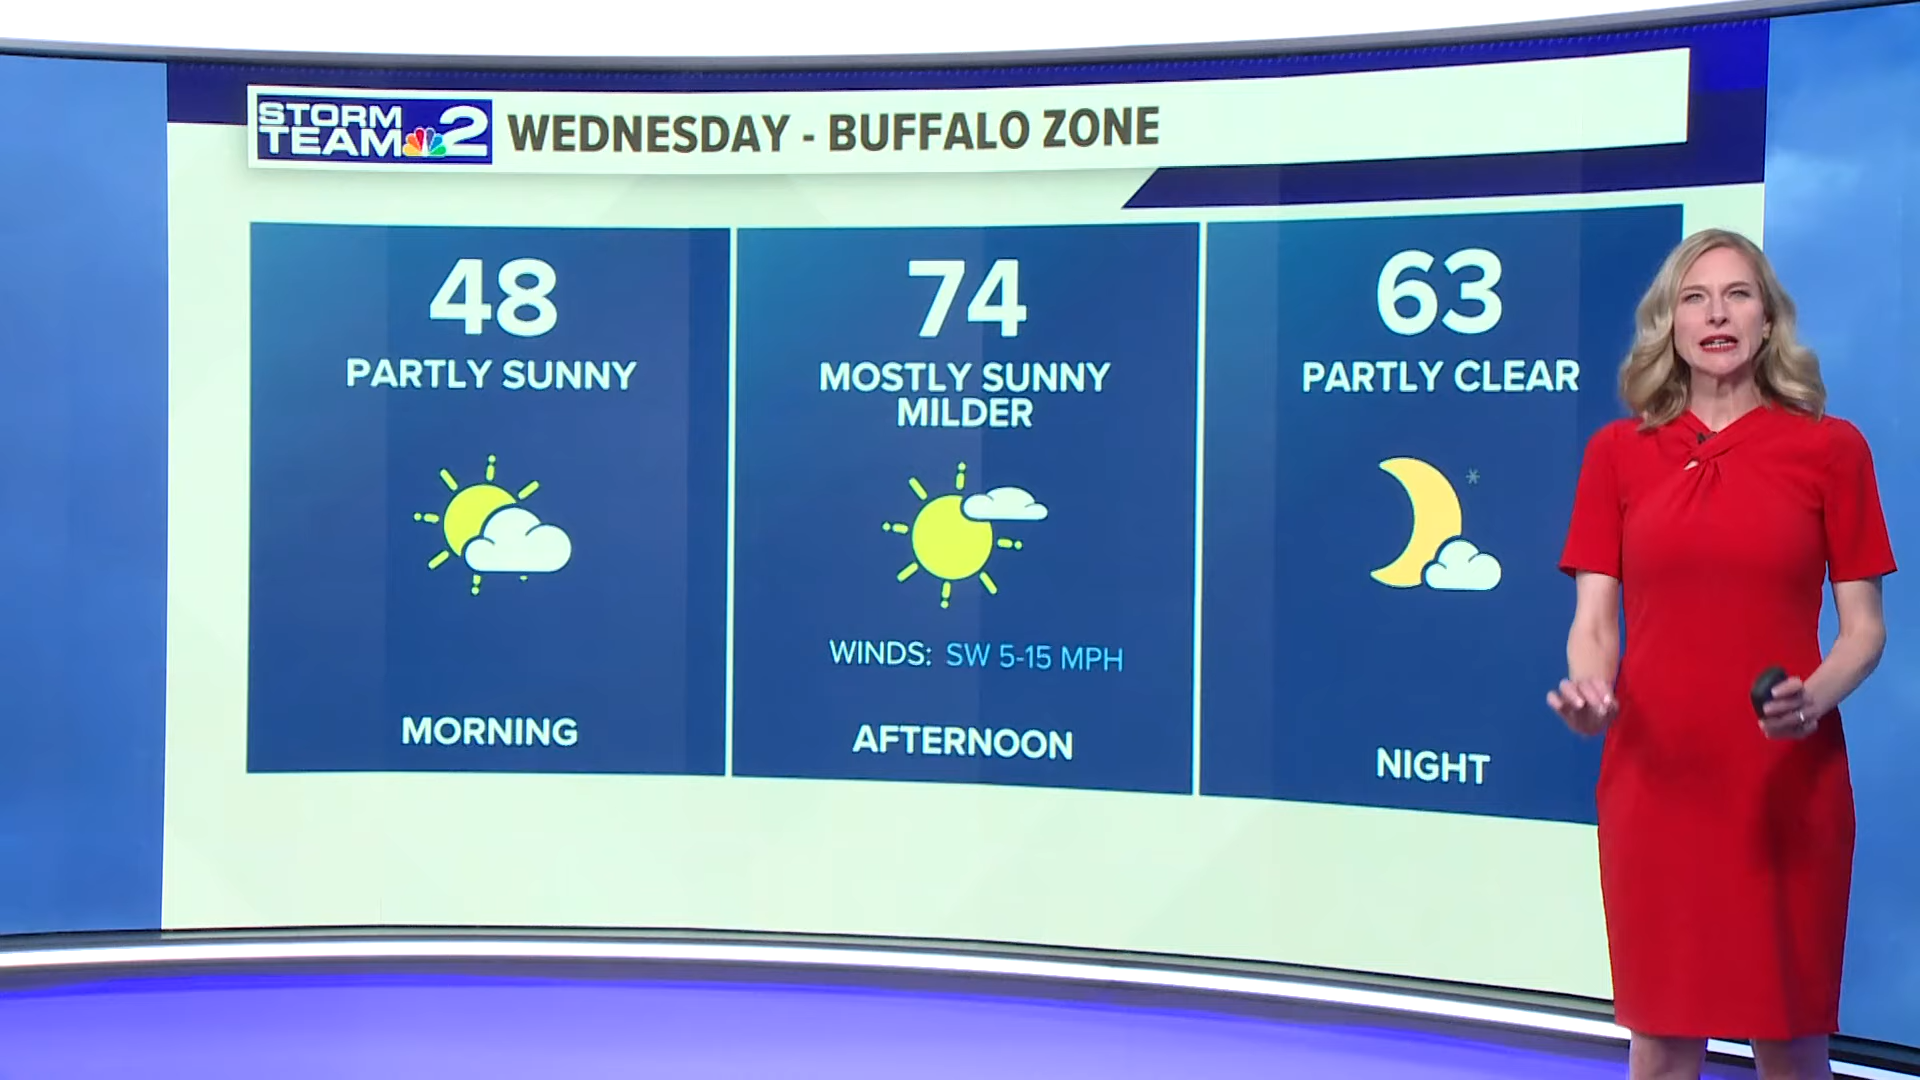 STORM
TEAM 2
WEDNESDAY - BUFFALO ZONE
48
PARTLY SUNNY
MORNING
74
MOSTLY SUNNY
MILDER
WINDS: SW 5-15 MPH
AFTERNOON
63
PARTLY CLEAR
NIGHT